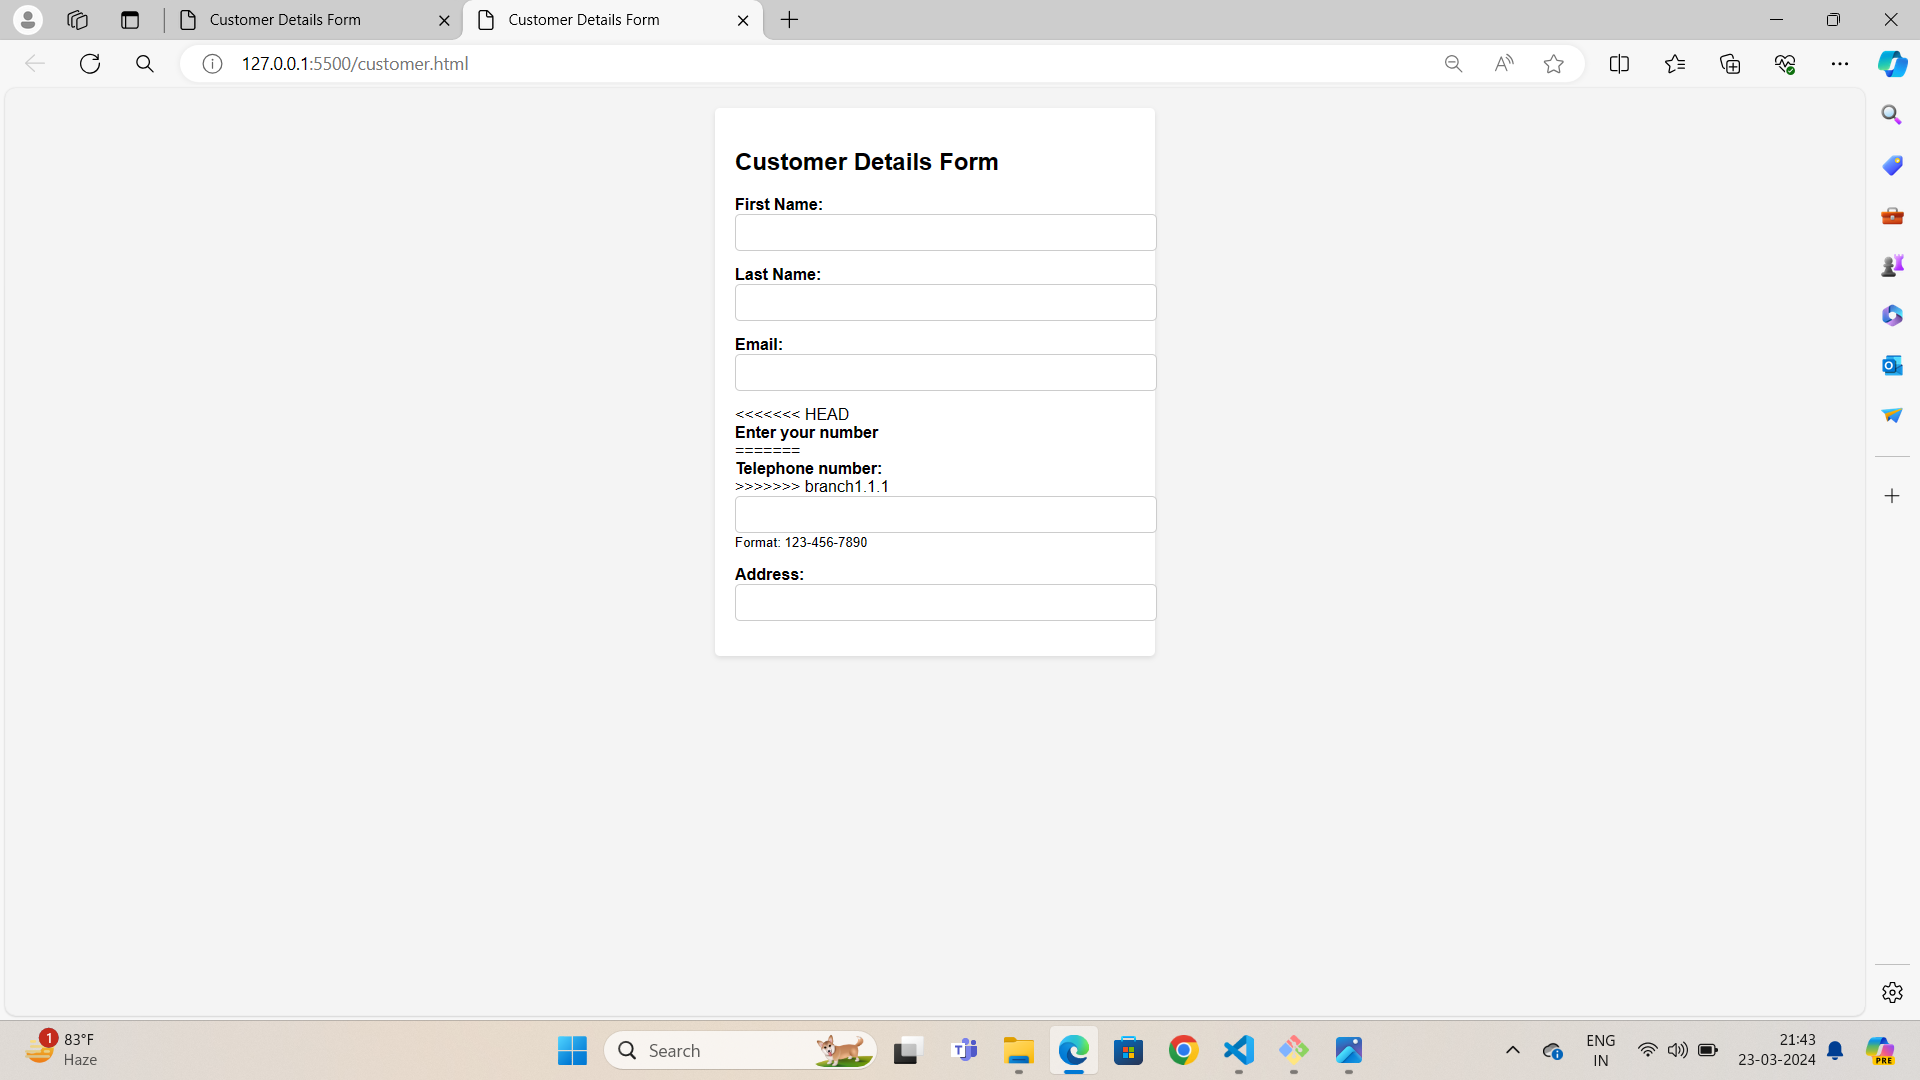 Customer Details Form
Customer Details Form
127.0.0.1:5500/customer.html
Customer Details Form
First Name:
Last Name:
Email:
<<<<<<< HEAD
Enter your number
=======
Telephone number:
>>>>>>> branch1.1.1
Format: 123-456-7890
Address:
1
83°F
Haze
Search
ENG
IN
21:43
23-03-2024
PRE